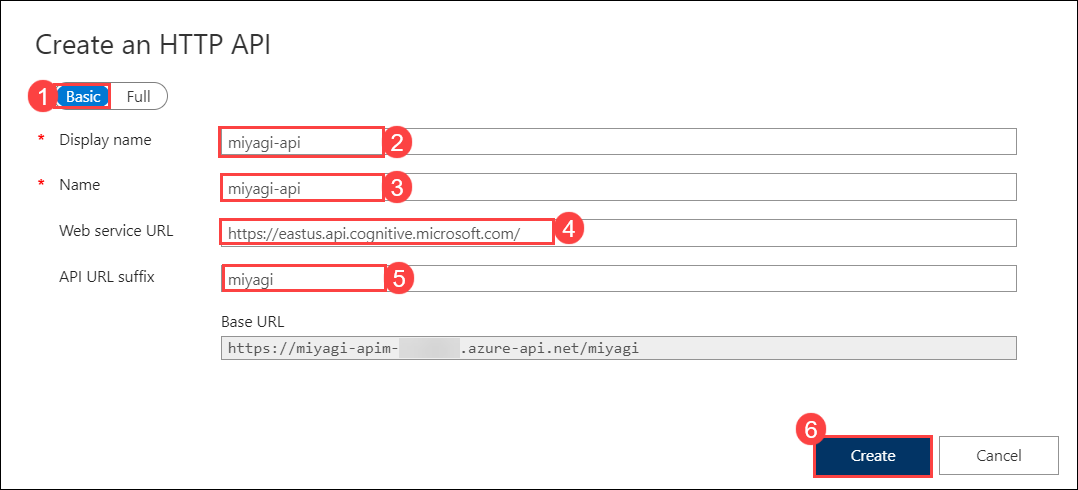 Create an HTTP API
1 Basic Full
* Display name miyagi-api 2
* Name miyagi-api 3
Web service URL https://eastus.api.cognitive.microsoft.com/ 4
API URL suffix miyagi 5
Base URL
https://miyagi-apim- .azure-api.net/miyagi
6
Create Cancel